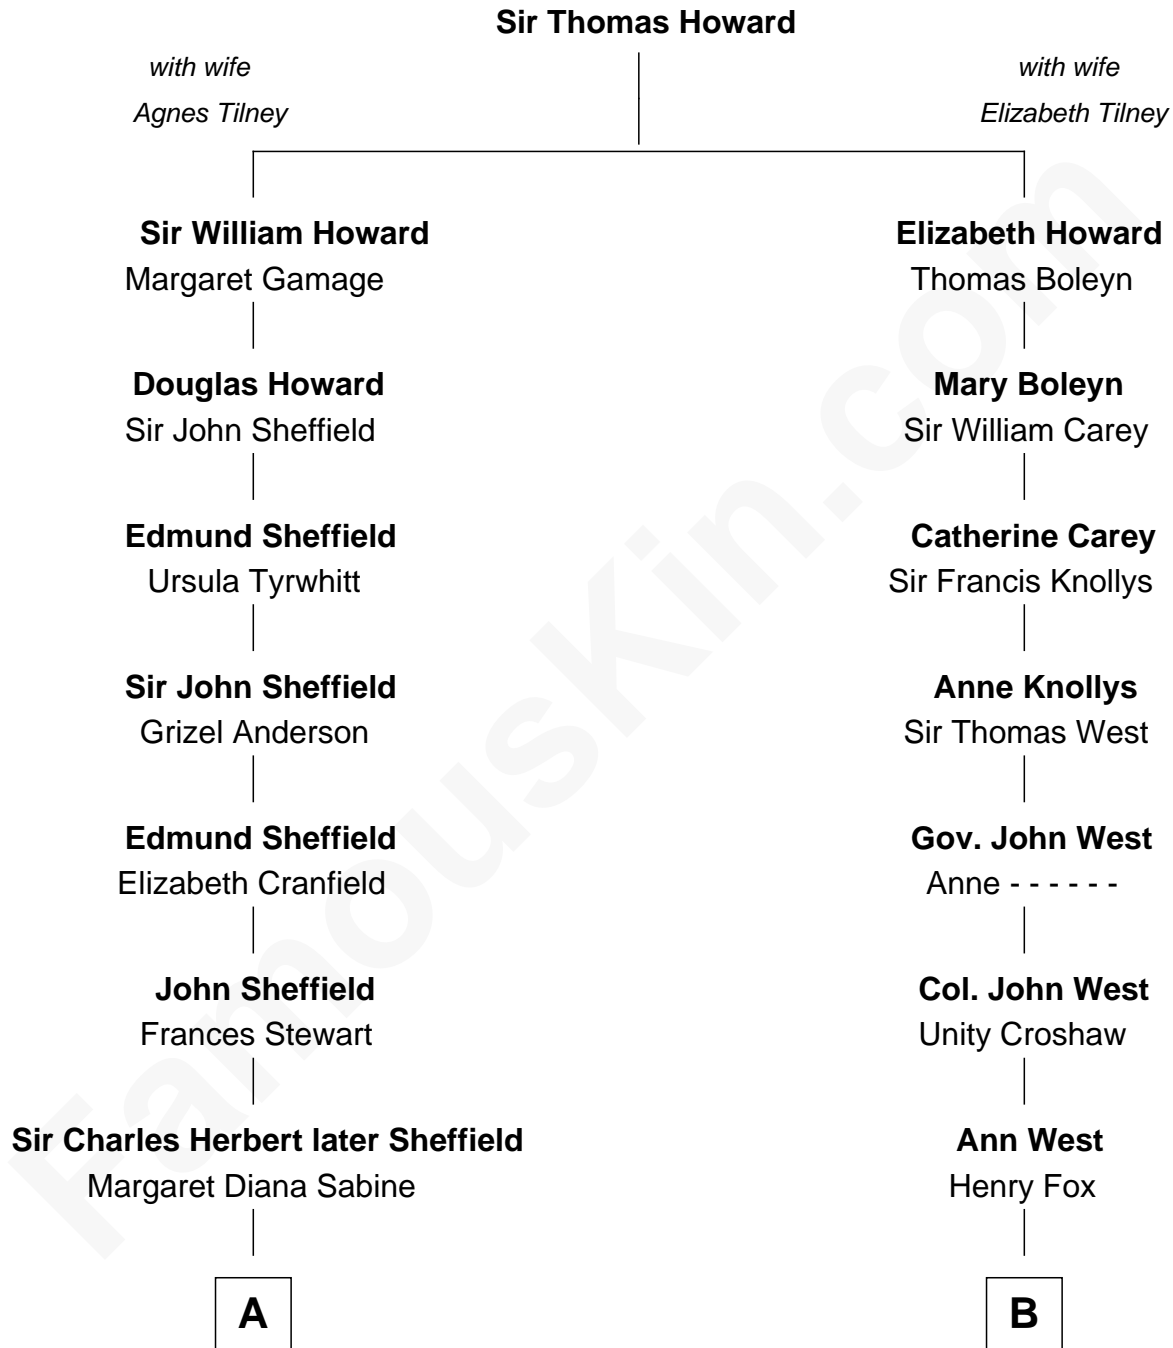 Sir Thomas Howard
with wife
Agnes Tilney
with wife
Elizabeth Tilney
Sir William Howard
Margaret Gamage
Elizabeth Howard
Thomas Boleyn
Douglas Howard
Sir John Sheffield
Mary Boleyn
Sir William Carey
Edmund Sheffield
Ursula Tyrwhitt
Catherine Carey
Sir Francis Knollys
Sir John Sheffield
Grizel Anderson
Anne Knollys
Sir Thomas West
Edmund Sheffield
Elizabeth Cranfield
Gov. John West
Anne - - - - - -
John Sheffield
Frances Stewart
Col. John West
Unity Croshaw
Sir Charles Herbert later Sheffield
Margaret Diana Sabine
Ann West
Henry Fox
A
B
FamousKin.com